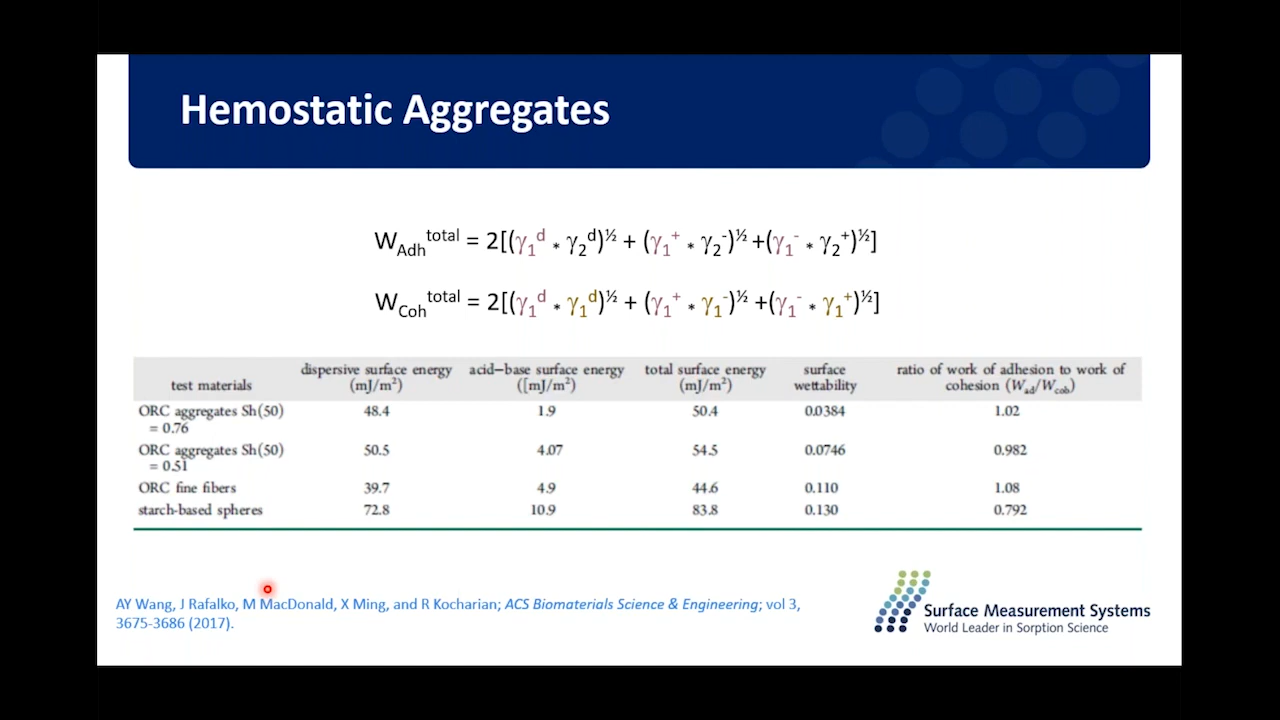 Hemostatic Aggregates
W_Adh^total = 2[(γ₁^d * γ₂^d)^½ + (γ₁^+ * γ₂^-)^½ +(γ₁^- * γ₂^+)^½]
W_Coh^total = 2[(γ₁^d * γ₁^d)^½ + (γ₁^+ * γ₁^-)^½ +(γ₁^- * γ₁^+)^½]
test materials dispersive surface energy (mJ/m²) acid–base surface energy ([mJ/m²) total surface energy (mJ/m²) surface wettability ratio of work of adhesion to work of cohesion (W_ad/W_coh)
ORC aggregates Sh(50) = 0.76 48.4 1.9 50.4 0.0384 1.02
ORC aggregates Sh(50) = 0.51 50.5 4.07 54.5 0.0746 0.982
ORC fine fibers 39.7 4.9 44.6 0.110 1.08
starch-based spheres 72.8 10.9 83.8 0.130 0.792
AY Wang, J Rafalko, M MacDonald, X Ming, and R Kocharian; ACS Biomaterials Science & Engineering; vol 3,
3675-3686 (2017).
Surface Measurement Systems
World Leader in Sorption Science